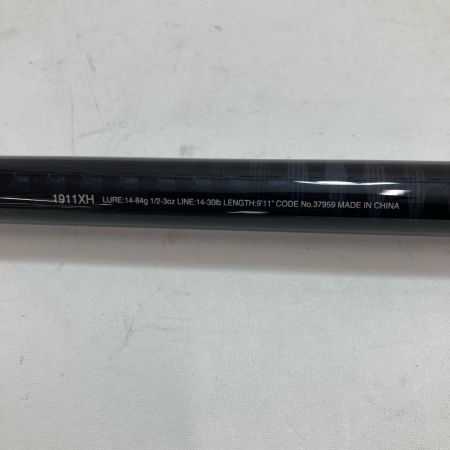 1911XH LURE:14-84g 1/2-3oz LINE:14-30lb LENGTH:9'11" CODE No.37959 MADE IN CHINA